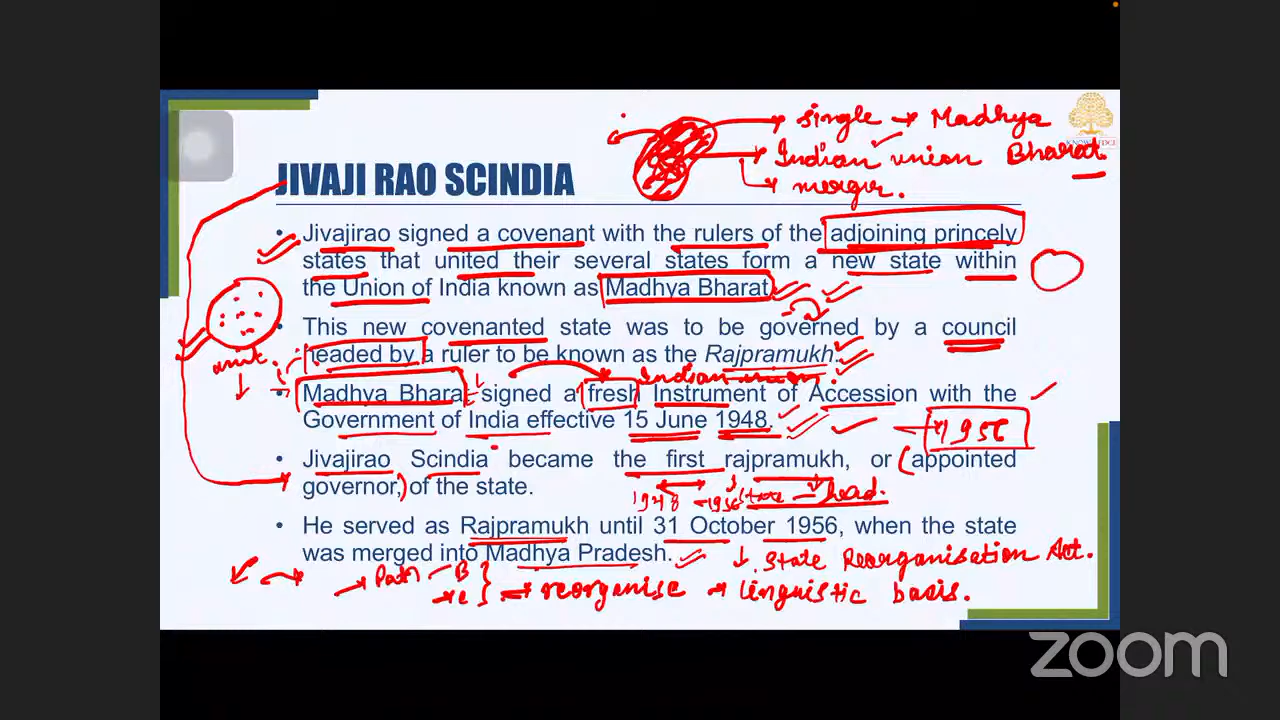 single → Madhya
Indian union Bharat.
merger.
KNOWLEDGE
JIVAJI RAO SCINDIA
• Jivajirao signed a covenant with the rulers of the adjoining princely
states that united their several states form a new state within
the Union of India known as Madhya Bharat.
• This new covenanted state was to be governed by a council
headed by a ruler to be known as the Rajpramukh.
Indian union.
• Madhya Bharat signed a fresh Instrument of Accession with the
Government of India effective 15 June 1948.
1956
• Jivajirao Scindia became the first rajpramukh, or (appointed
governor,) of the state.
1948 1956 state head.
• He served as Rajpramukh until 31 October 1956, when the state
was merged into Madhya Pradesh.
State Reorganisation Act.
→ Part B
reorganise → linguistic basis.
zoom